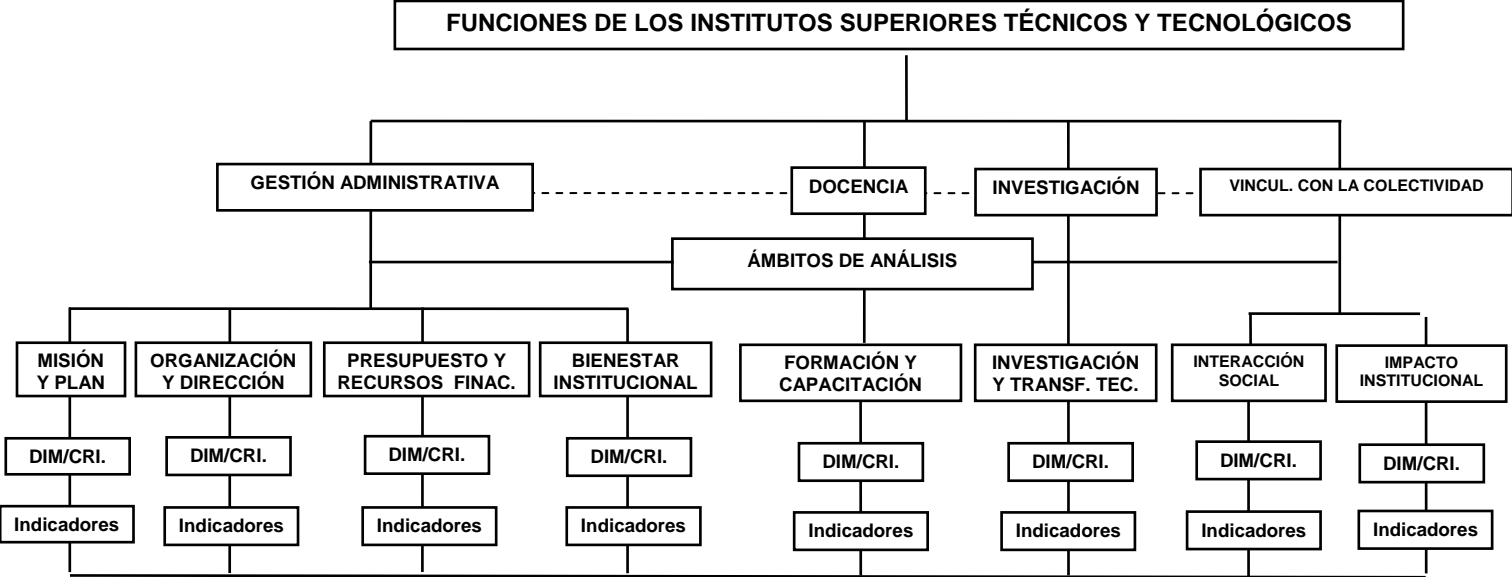 FUNCIONES DE LOS INSTITUTOS SUPERIORES TÉCNICOS Y TECNOLÓGICOS
GESTIÓN ADMINISTRATIVA
DOCENCIA
INVESTIGACIÓN
VINCUL. CON LA COLECTIVIDAD
ÁMBITOS DE ANÁLISIS
MISIÓN
Y PLAN
ORGANIZACIÓN
Y DIRECCIÓN
PRESUPUESTO Y
RECURSOS FINAC.
BIENESTAR
INSTITUCIONAL
FORMACIÓN Y
CAPACITACIÓN
INVESTIGACIÓN
Y TRANSF. TEC.
INTERACCIÓN
SOCIAL
IMPACTO
INSTITUCIONAL
DIM/CRI.
DIM/CRI.
DIM/CRI.
DIM/CRI.
DIM/CRI.
DIM/CRI.
DIM/CRI.
DIM/CRI.
Indicadores
Indicadores
Indicadores
Indicadores
Indicadores
Indicadores
Indicadores
Indicadores